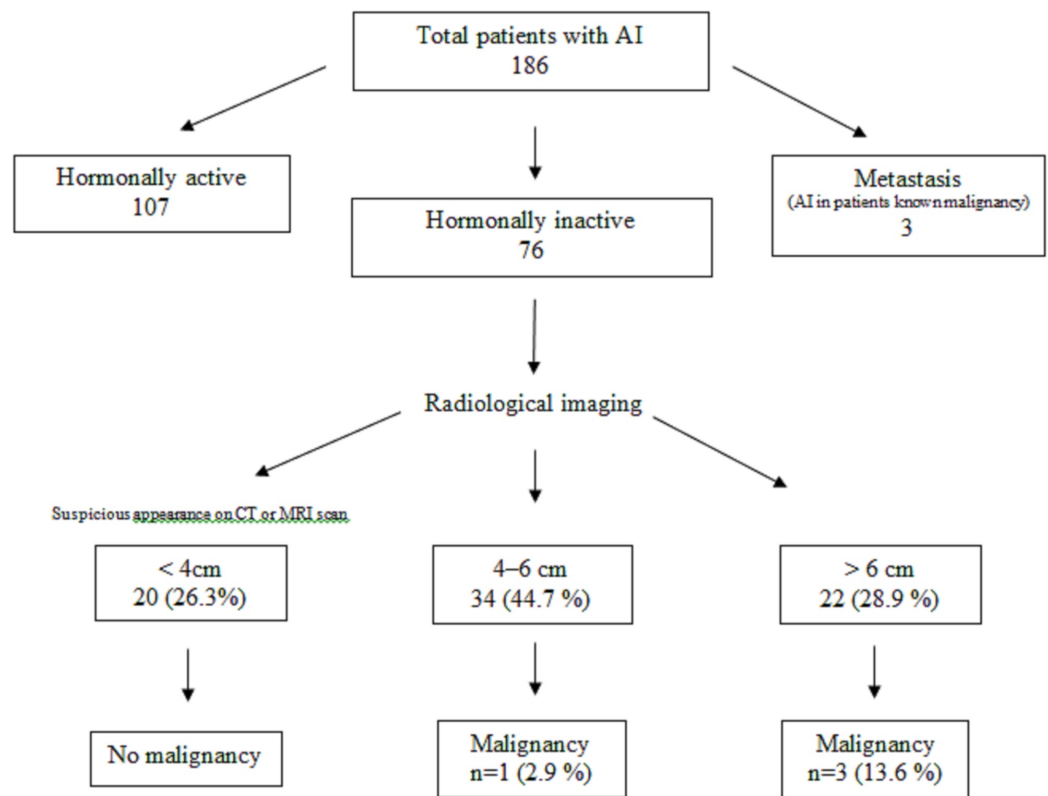 Total patients with AI
186
Hormonally active
107
Hormonally inactive
76
Metastasis
(AI in patients known malignancy)
3
Radiological imaging
Suspicious appearance on CT or MRI scan
< 4cm
20 (26.3%)
4–6 cm
34 (44.7 %)
> 6 cm
22 (28.9 %)
No malignancy
Malignancy
n=1 (2.9 %)
Malignancy
n=3 (13.6 %)